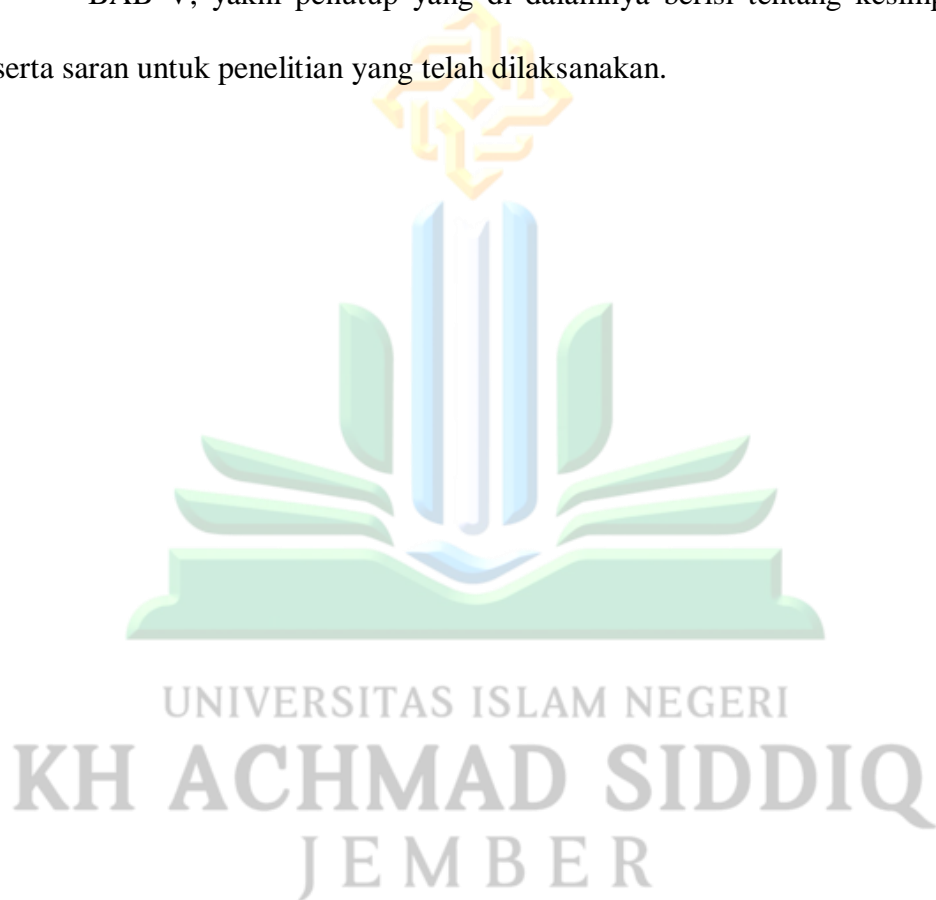 BAB V, yakni penutup yang di dalamnya berisi tentang
serta saran untuk penelitian yang telah dilaksanakan.
UNIVERSITAS ISLAM NEGERI
KH ACHMAD SIDDIQ
JEMBER